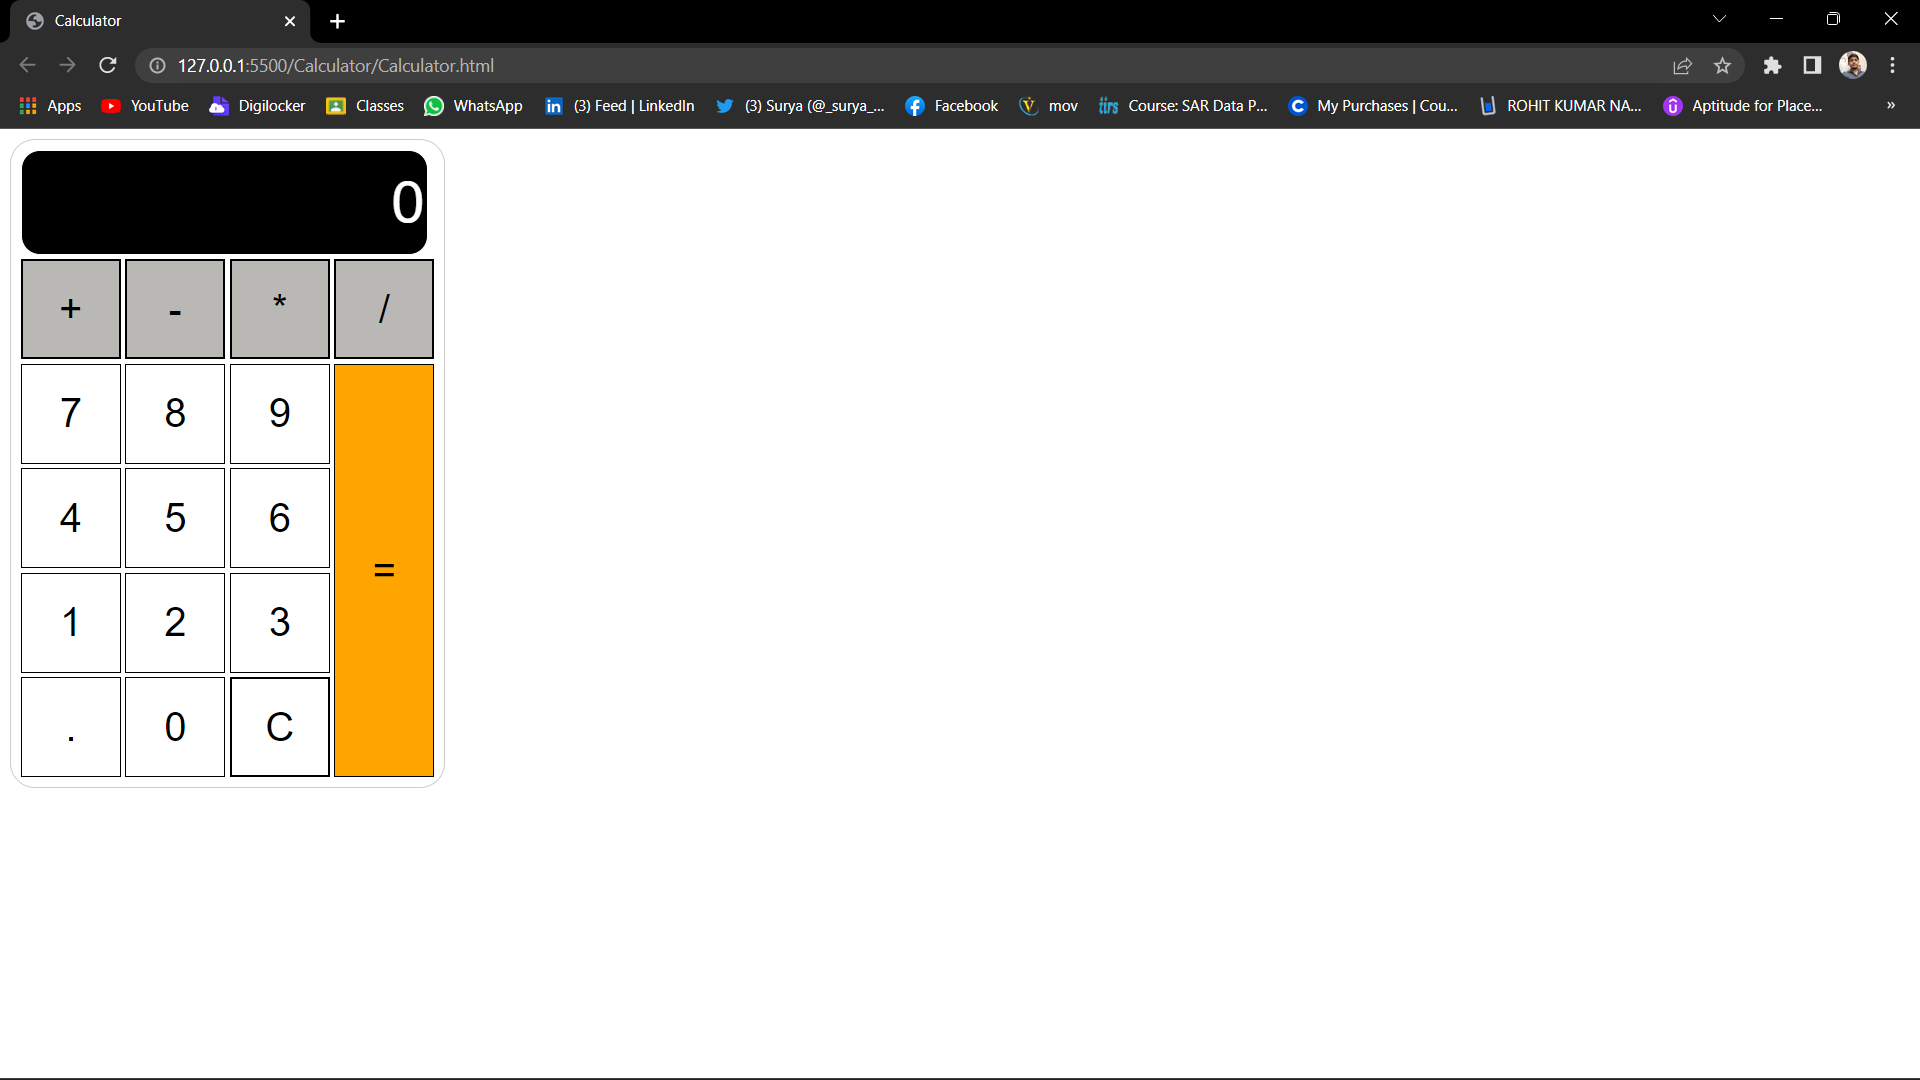 Calculator
127.0.0.1:5500/Calculator/Calculator.html
Apps YouTube Digilocker Classes WhatsApp (3) Feed | LinkedIn (3) Surya (@_surya_... Facebook mov Course: SAR Data P... My Purchases | Cou... ROHIT KUMAR NA... Aptitude for Place... »
0
+ - * /
7 8 9
4 5 6
=
1 2 3
. 0 C